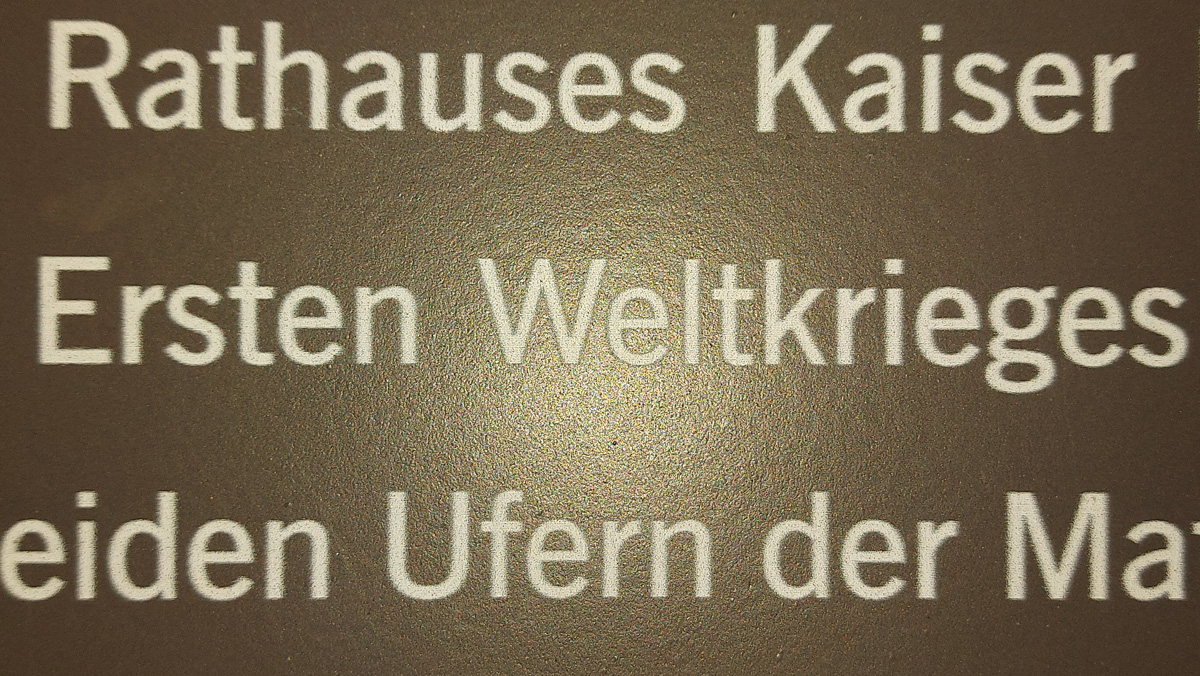 Rathauses Kaiser
Ersten Weltkrieges
eiden Ufern der Ma